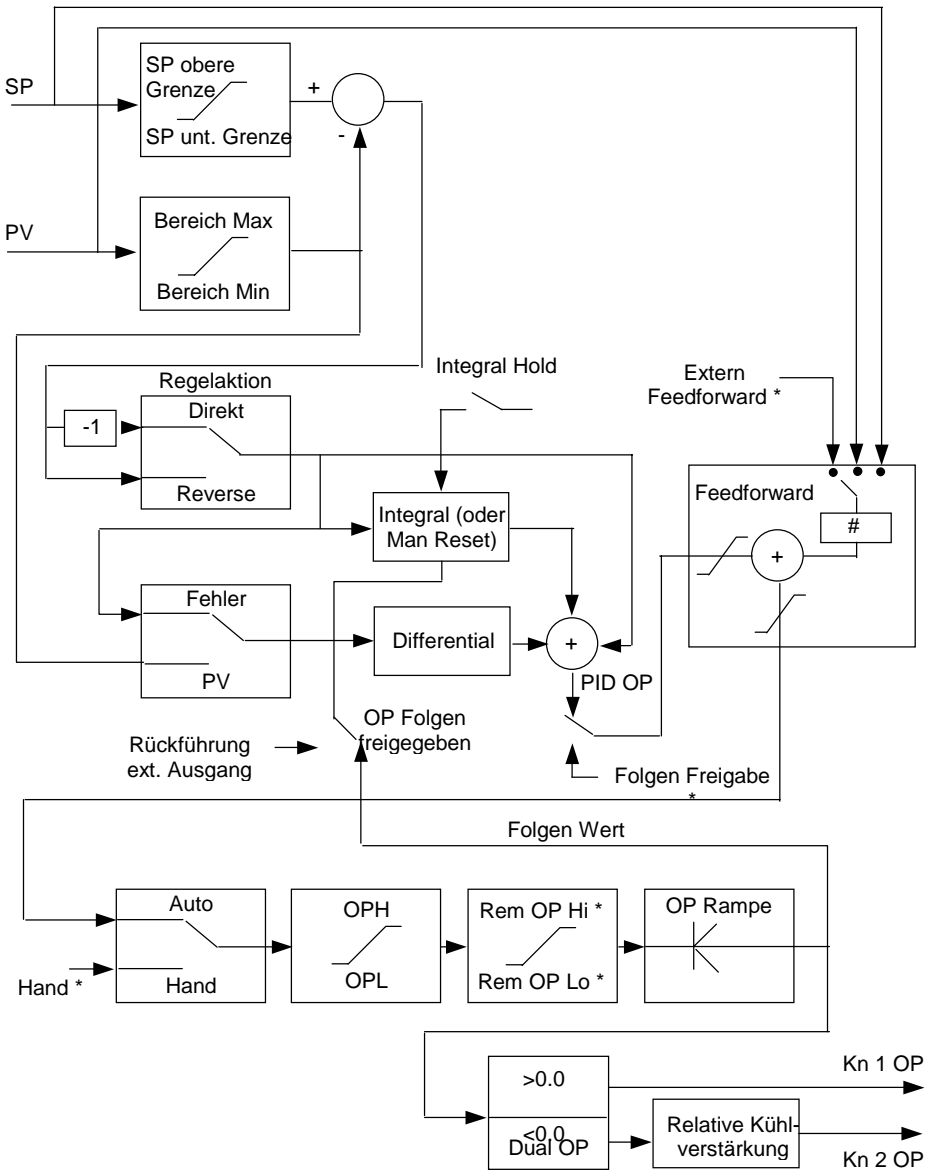 SP
SP obere
Grenze
+
SP unt. Grenze
-
PV
Bereich Max
Bereich Min
Integral Hold
Extern
Feedforward *
Regelaktion
Direkt
-1
Reverse
Feedforward
Integral (oder
Man Reset)
#
+
Fehler
Differential
+
PV
PID OP
OP Folgen
freigegeben
Rückführung
ext. Ausgang
Folgen Freigabe
*
Folgen Wert
Auto
OPH
Rem OP Hi *
OP Rampe
Hand *
Hand
OPL
Rem OP Lo *
Kn 1 OP
>0.0
<0.0
Dual OP
Relative Kühl-
verstärkung
Kn 2 OP